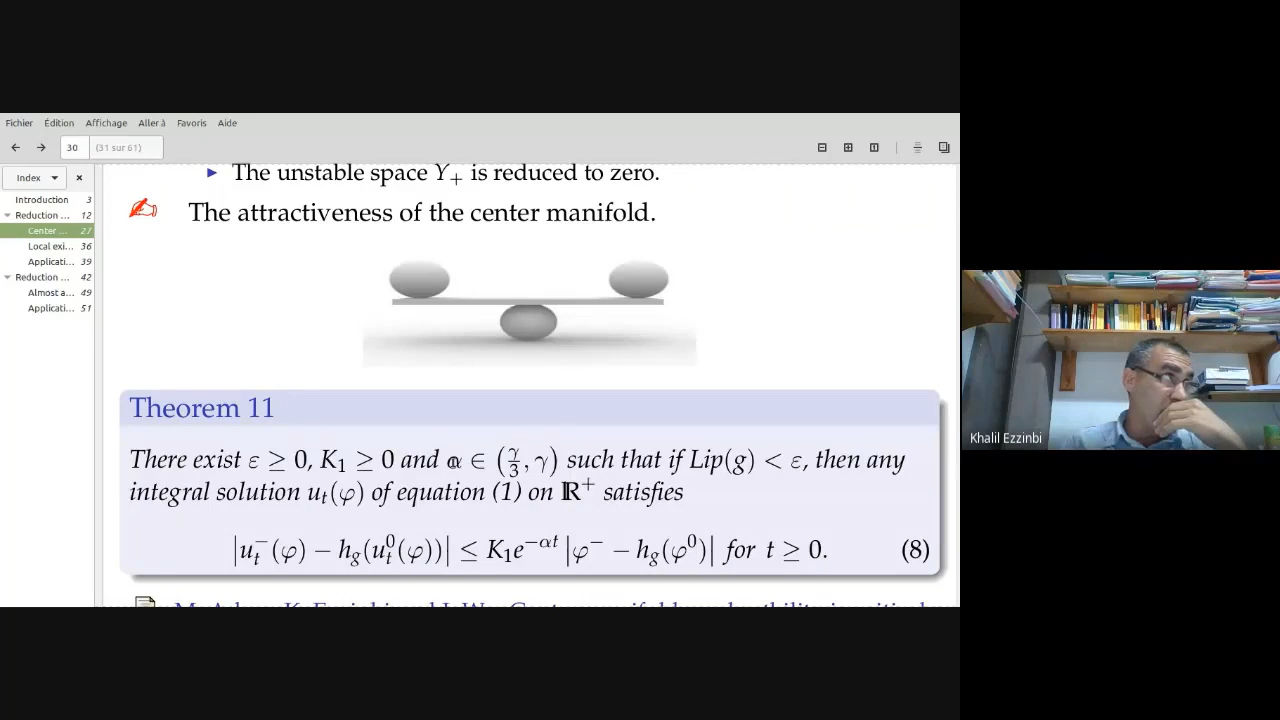 Fichier Édition Affichage Aller à Favoris Aide
30 (31 sur 61)
Index
Introduction 3
Reduction ... 12
Center ... 27
Local exi... 36
Applicati... 39
Reduction ... 42
Almost a... 49
Applicati... 51
▶ The unstable space Y₊ is reduced to zero.
The attractiveness of the center manifold.
Theorem 11
There exist ε ≥ 0, K₁ ≥ 0 and α ∈ (γ/3, γ) such that if Lip(g) < ε, then any
integral solution uₜ(φ) of equation (1) on ℝ⁺ satisfies
|uₜ⁻(φ) − h_g(uₜ⁰(φ))| ≤ K₁e^{−αt} |φ⁻ − h_g(φ⁰)| for t ≥ 0. (8)
Khalil Ezzinbi